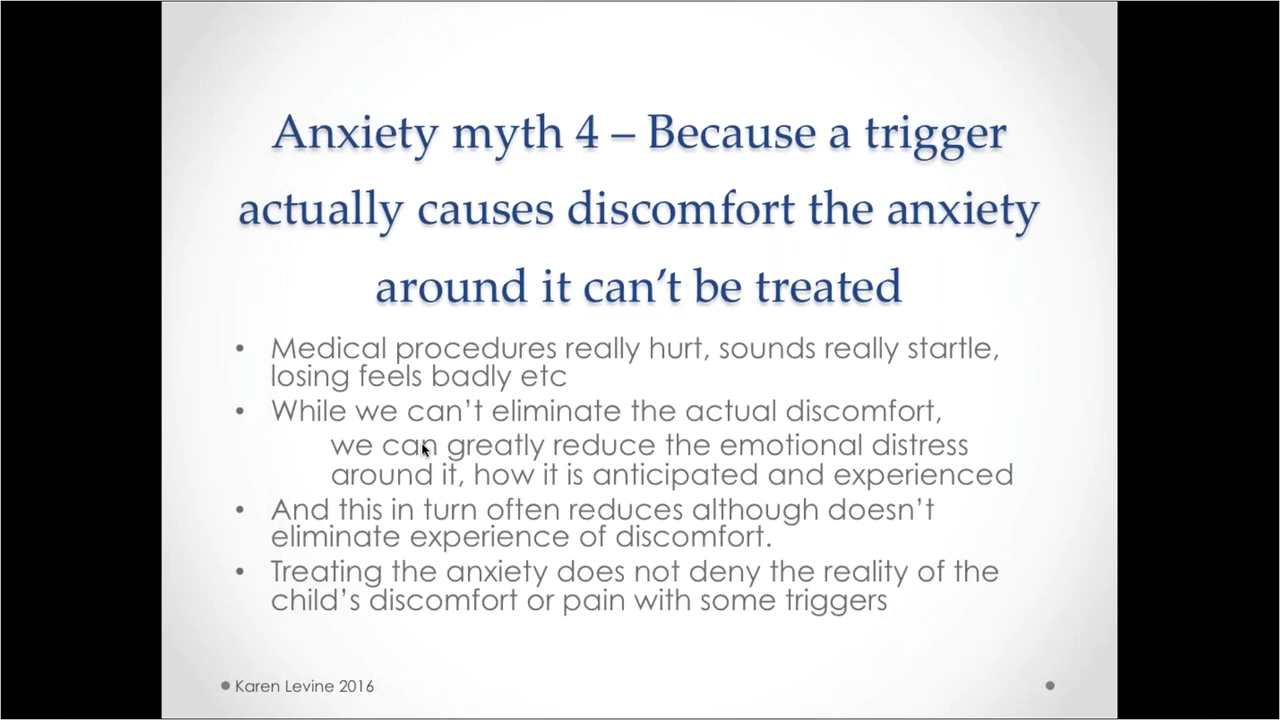 Anxiety myth 4 – Because a trigger
actually causes discomfort the anxiety
around it can’t be treated
• Medical procedures really hurt, sounds really startle,
losing feels badly etc
• While we can’t eliminate the actual discomfort,
we can greatly reduce the emotional distress
around it, how it is anticipated and experienced
• And this in turn often reduces although doesn’t
eliminate experience of discomfort.
• Treating the anxiety does not deny the reality of the
child’s discomfort or pain with some triggers
Karen Levine 2016